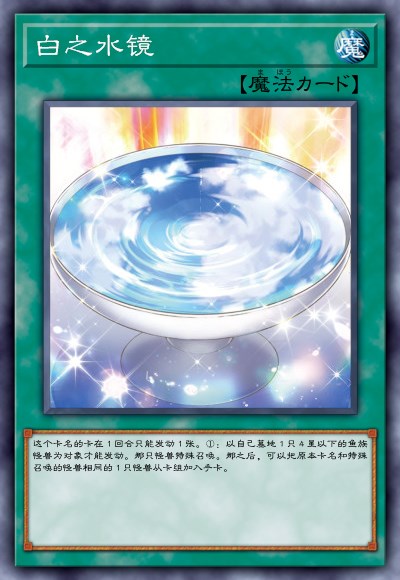 白之水镜
魔
【魔法カード】
まほう
这个卡名的卡在1回合只能发动1张。①：以自己墓地1只4星以下的鱼族
怪兽为对象才能发动。那只怪兽特殊召唤。那之后，可以把原本卡名和特殊
召唤的怪兽相同的1只怪兽从卡组加入手卡。